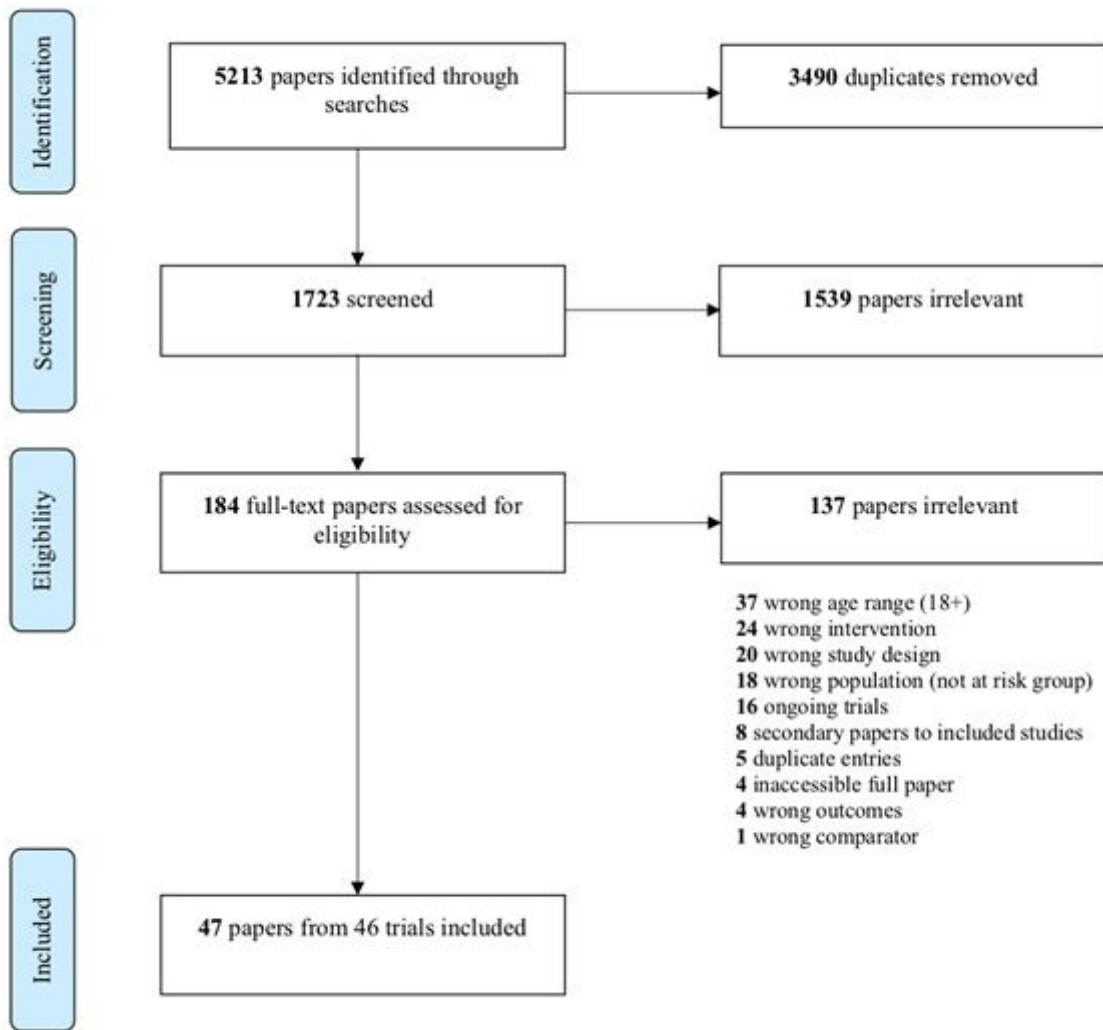 Identification
5213 papers identified through
searches
3490 duplicates removed
Screening
1723 screened
1539 papers irrelevant
Eligibility
184 full-text papers assessed for
eligibility
137 papers irrelevant
37 wrong age range (18+)
24 wrong intervention
20 wrong study design
18 wrong population (not at risk group)
16 ongoing trials
8 secondary papers to included studies
5 duplicate entries
4 inaccessible full paper
4 wrong outcomes
1 wrong comparator
Included
47 papers from 46 trials included